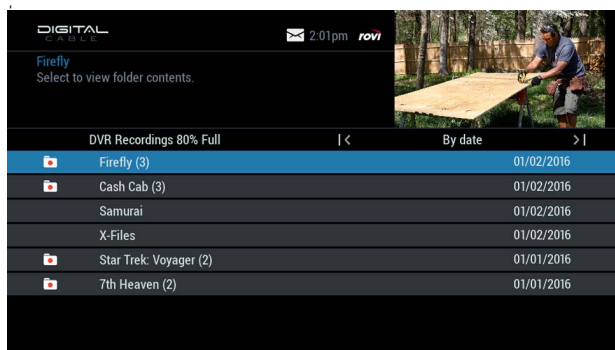 DIGITAL
CABLE
2:01pm rovi
Firefly
Select to view folder contents.
DVR Recordings 80% Full |< By date >|
Firefly (3) 01/02/2016
Cash Cab (3) 01/02/2016
Samurai 01/02/2016
X-Files 01/02/2016
Star Trek: Voyager (2) 01/01/2016
7th Heaven (2) 01/01/2016